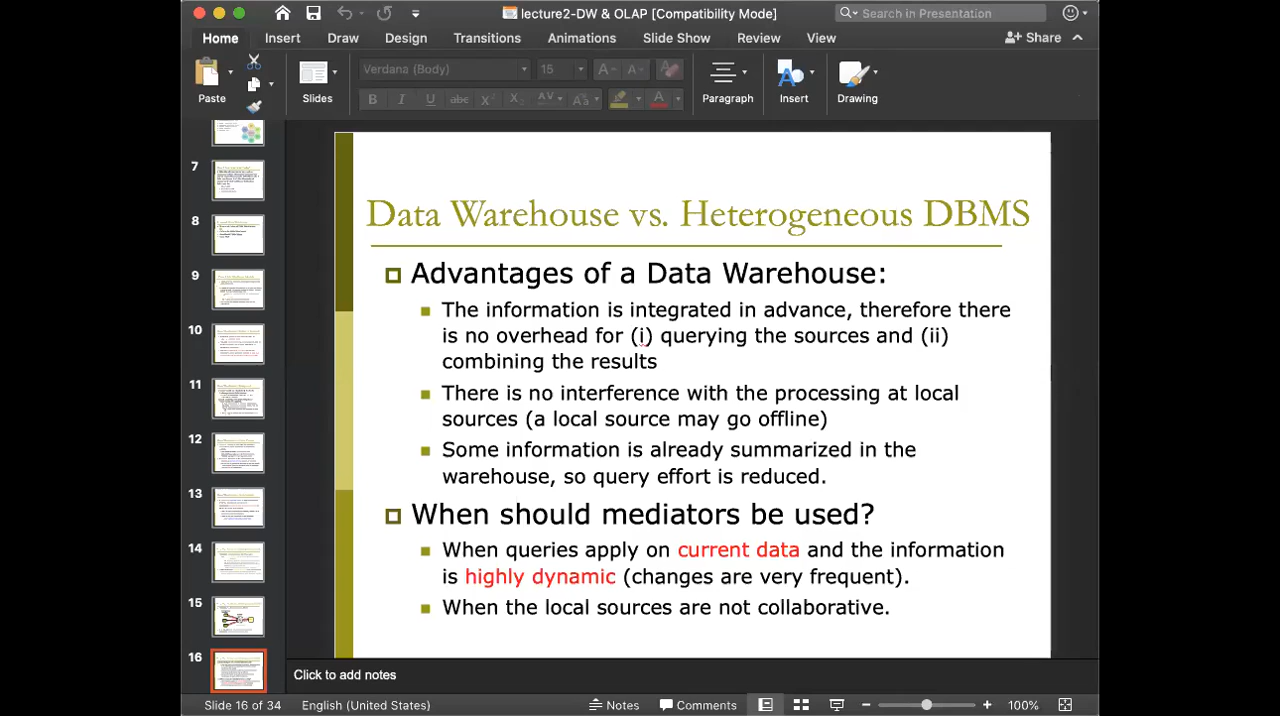 lecture2-DW & OLAP [Compatibility Mode]
Search in Presentation
Home Insert Draw Design Transitions Animations Slide Show Review View Share
Verdana (Body) 15
Paste Slides Paragraph Insert Drawing
7
8
9
10
11
12
13
14
15
16
Data Warehouse vs. Heterogeneous DBMS
Advantages of a Data Warehouse:
The information is integrated in advance, therefore there
is no overhead for (i) querying the sources and (ii)
combining the results
There is no interference with the processing at local
sources (a local source may go offline)
Some information is already summarized in the
warehouse, so query effort is reduced.
When should mediators be used?
When queries apply on current data and the information
is highly dynamic (changes are very frequent).
When the local sources are not collaborative.
Click to add notes
Slide 16 of 34 English (United States) Notes Comments 100%